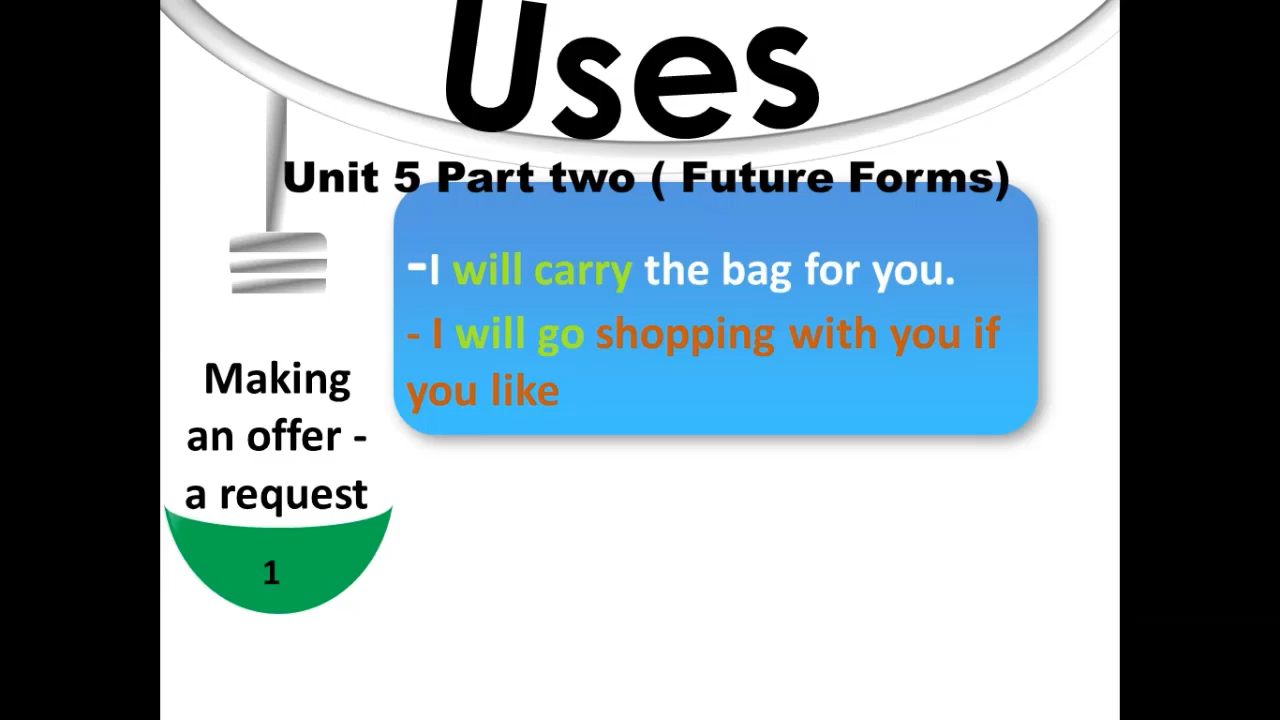 Uses
Unit 5 Part two ( Future Forms)
-I will carry the bag for you.
- I will go shopping with you if
you like
Making
an offer -
a request
1